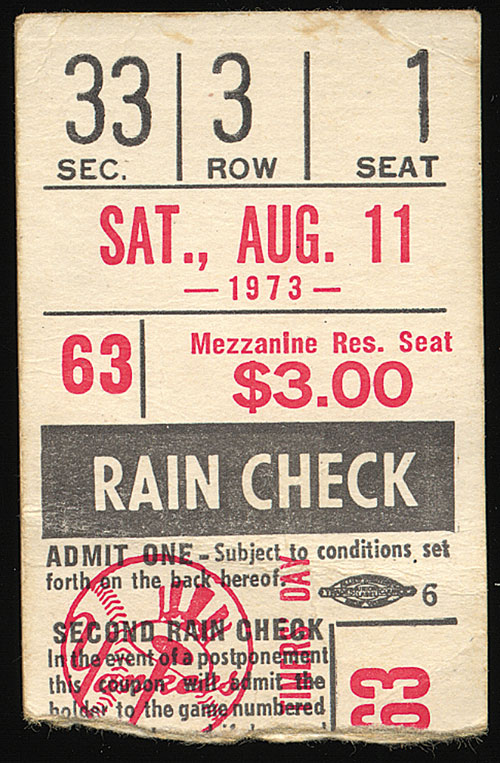 33 3 1
SEC. ROW SEAT
SAT., AUG. 11
— 1973 —
63 Mezzanine Res. Seat
$3.00
RAIN CHECK
ADMIT ONE - Subject to conditions set
forth on the back hereof.
6
SECOND RAIN CHECK
In the event of a postponement
this coupon will admit the
holder to the game numbered
Yankees
TIMERS DAY
63